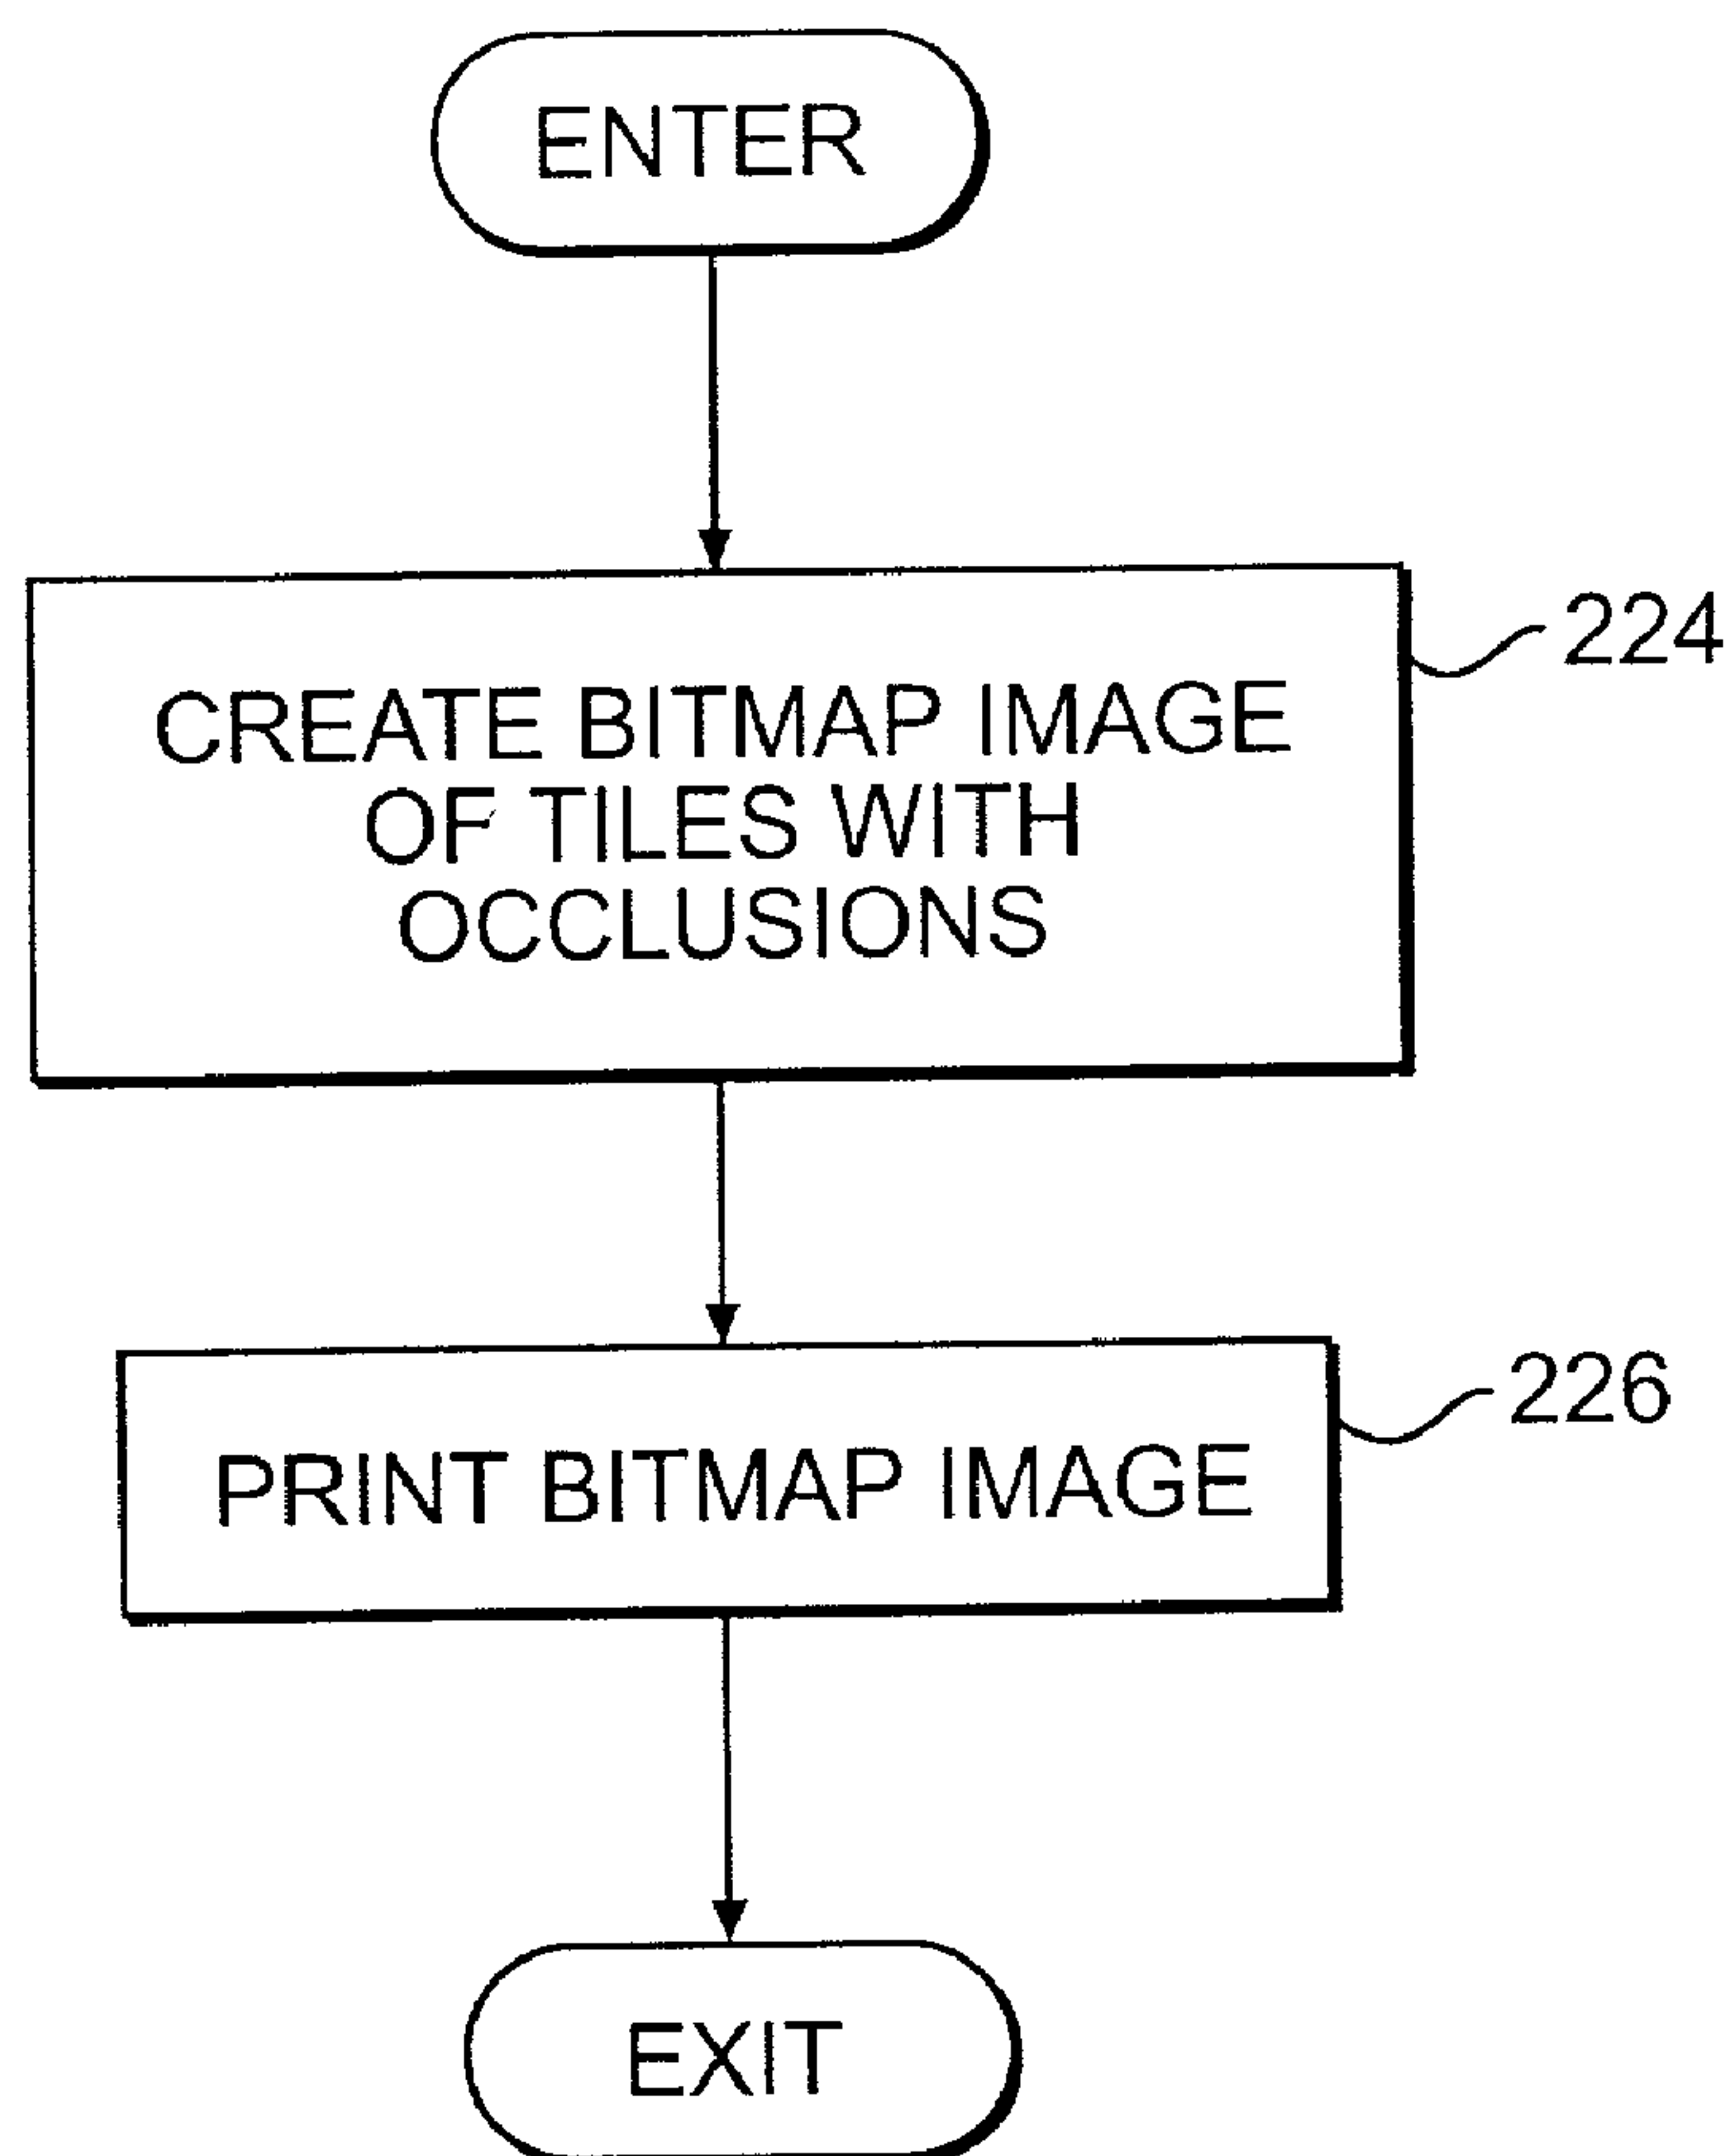 ENTER
224
CREATE BITMAP IMAGE
OF TILES WITH
OCCLUSIONS
226
PRINT BITMAP IMAGE
EXIT